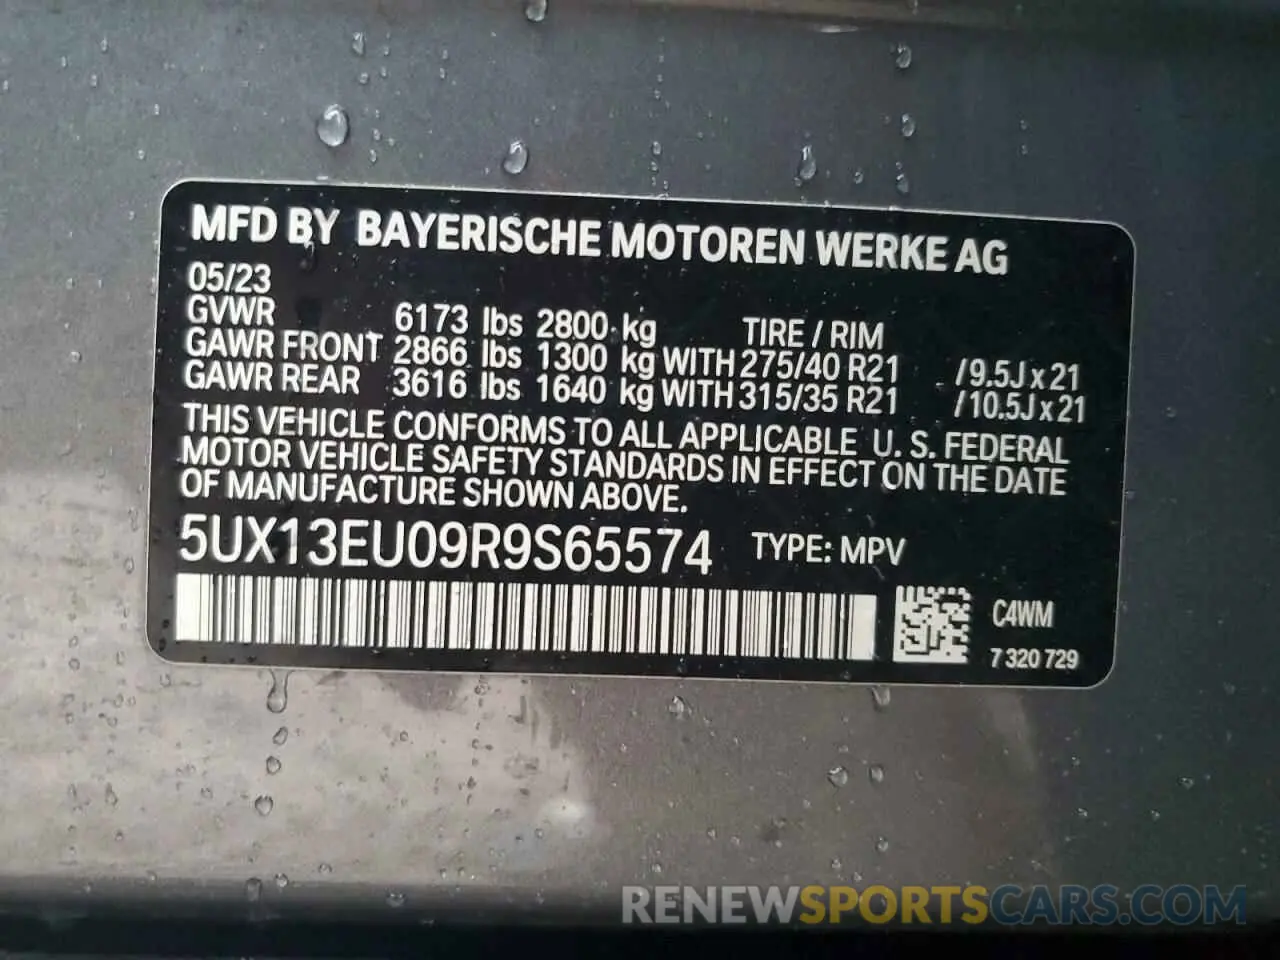 MFD BY BAYERISCHE MOTOREN WERKE AG
05/23
GVWR 6173 lbs 2800 kg TIRE / RIM
GAWR FRONT 2866 lbs 1300 kg WITH 275/40 R21 /9.5J x 21
GAWR REAR 3616 lbs 1640 kg WITH 315/35 R21 /10.5J x 21
THIS VEHICLE CONFORMS TO ALL APPLICABLE U. S. FEDERAL
MOTOR VEHICLE SAFETY STANDARDS IN EFFECT ON THE DATE
OF MANUFACTURE SHOWN ABOVE.
5UX13EU09R9S65574 TYPE: MPV
C4WM
7 320 729
RENEWSPORTSCARS.COM